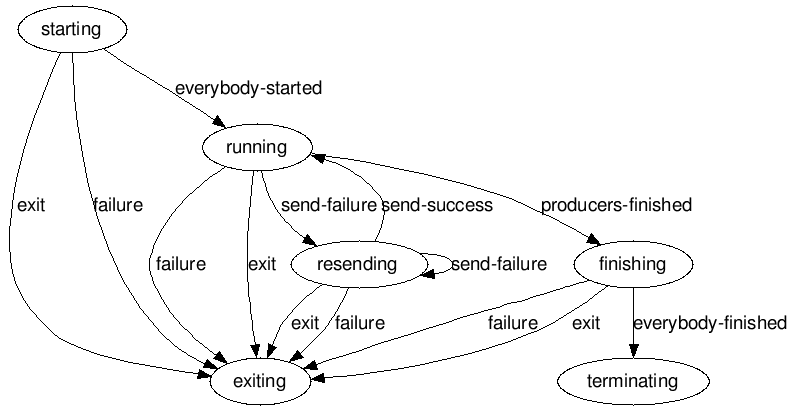 starting
everybody-started
running
exit
failure
send-failure
send-success
producers-finished
failure
exit
resending
send-failure
finishing
exit
failure
failure
exit
everybody-finished
exiting
terminating